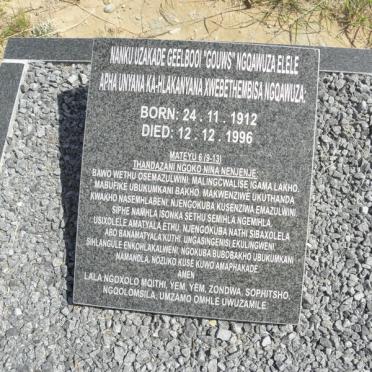 NANKU UZAKADE GEELBOOI "GOUWS" NGQAWUZA ELELE
APHA UNYANA KA-HLAKANYANA XWEBETHEMBISA NGQAWUZA.
BORN: 24 . 11 . 1912
DIED: 12 . 12 . 1996
MATEYU 6 (9-13)
THANDAZANI NGOKO NINA NENJENJE:
BAWO WETHU OSEMAZULWINI, MALINGCWALISE IGAMA LAKHO.
MABUFIKE UBUKUMKANI BAKHO. MAKWENZIWE UKUTHANDA
KWAKHO NASEMHLABENI, NJENGOKUBA KUSENZIWA EMAZULWINI.
SIPHE NAMHLA ISONKA SETHU SEMIHLA NGEMIHLA.
USIXOLELE AMATYALA ETHU, NJENGOKUBA NATHI SIBAXOLELA
ABO BANAMATYALA KUTHI; UNGASINGENISI EKULINGWENI
SIHLANGULE ENKOHLAKALWENI; NGOKUBA BUBOBAKHO UBUKUMKANI
NAMANDLA, NOZUKO KUSE KUWO AMAPHAKADE
AMEN
LALA NGOXOLO MQITHI, YEM, YEM, ZONDWA, SOPHITSHO,
NGQOLOMSILA, UMZAMO OMHLE UWUZAMILE.